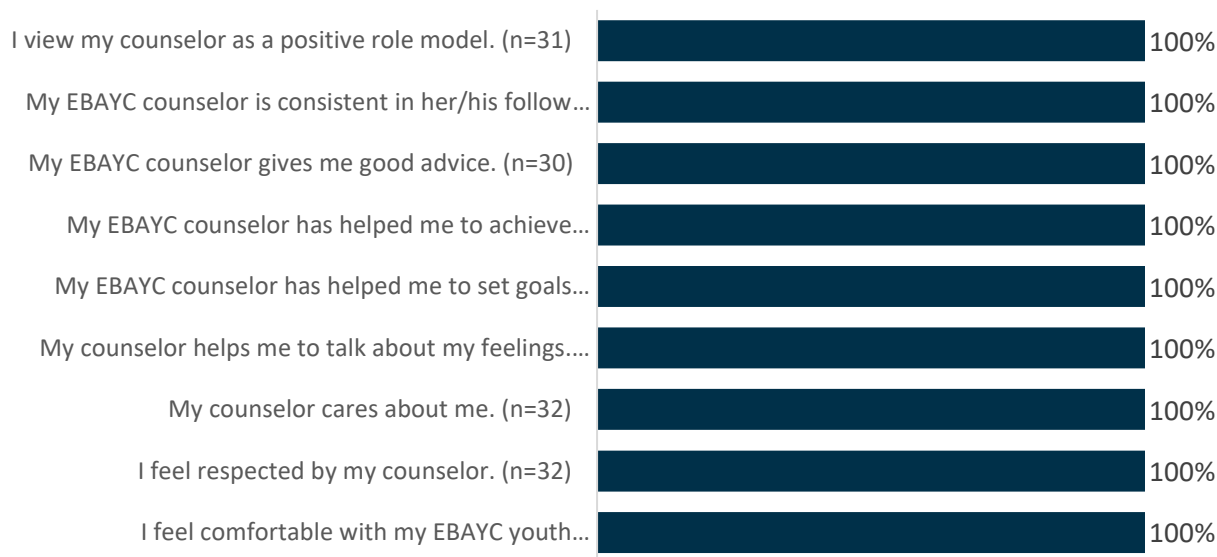 I view my counselor as a positive role model. (n=31) 100%
My EBAYC counselor is consistent in her/his follow... 100%
My EBAYC counselor gives me good advice. (n=30) 100%
My EBAYC counselor has helped me to achieve... 100%
My EBAYC counselor has helped me to set goals... 100%
My counselor helps me to talk about my feelings.... 100%
My counselor cares about me. (n=32) 100%
I feel respected by my counselor. (n=32) 100%
I feel comfortable with my EBAYC youth... 100%